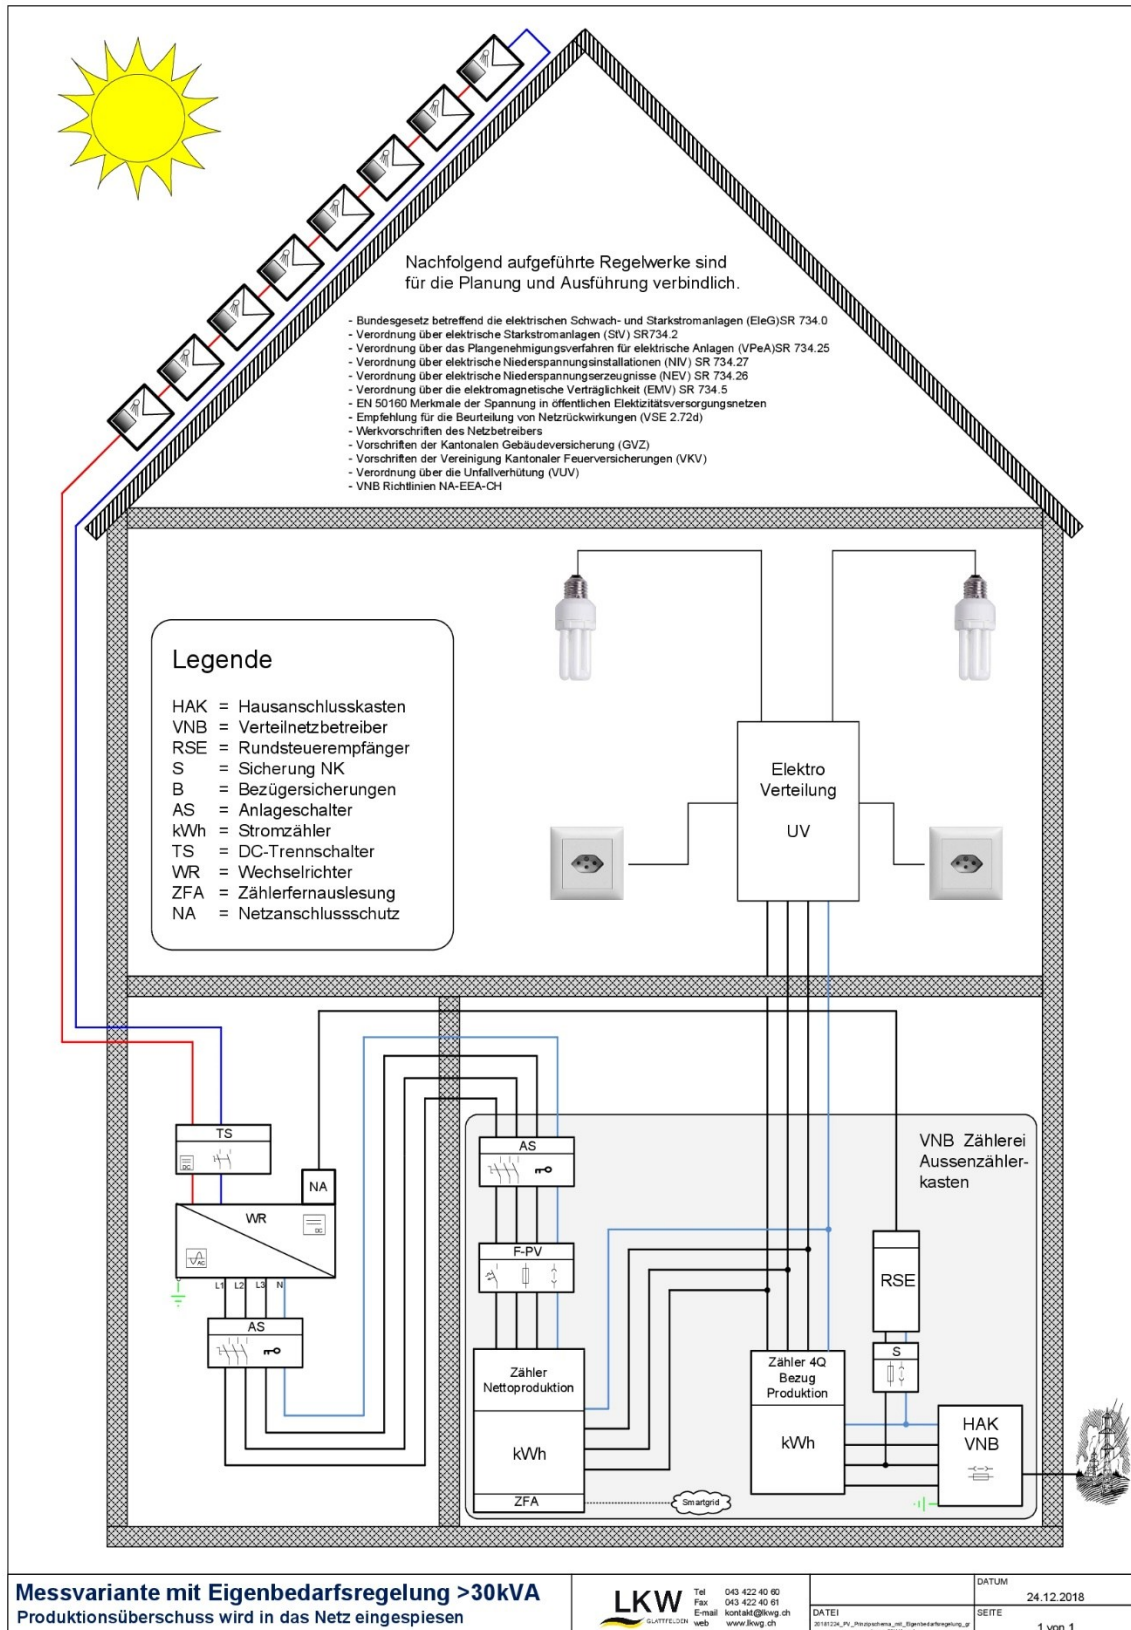 Nachfolgend aufgeführte Regelwerke sind
für die Planung und Ausführung verbindlich.
- Bundesgesetz betreffend die elektrischen Schwach- und Starkstromanlagen (EleG)SR 734.0
- Verordnung über elektrische Starkstromanlagen (StV) SR734.2
- Verordnung über das Plangenehmigungsverfahren für elektrische Anlagen (VPeA)SR 734.25
- Verordnung über elektrische Niederspannungsinstallationen (NIV) SR 734.27
- Verordnung über elektrische Niederspannungserzeugnisse (NEV) SR 734.26
- Verordnung über die elektromagnetische Verträglichkeit (EMV) SR 734.5
- EN 50160 Merkmale der Spannung in öffentlichen Elektizitätsversorgungsnetzen
- Empfehlung für die Beurteilung von Netzrückwirkungen (VSE 2.72d)
- Werkvorschriften des Netzbetreibers
- Vorschriften der Kantonalen Gebäudeversicherung (GVZ)
- Vorschriften der Vereinigung Kantonaler Feuerversicherungen (VKV)
- Verordnung über die Unfallverhütung (VUV)
- VNB Richtlinien NA-EEA-CH
Legende
HAK = Hausanschlusskasten
VNB = Verteilnetzbetreiber
RSE = Rundsteuerempfänger
S = Sicherung NK
B = Bezügersicherungen
AS = Anlageschalter
kWh = Stromzähler
TS = DC-Trennschalter
WR = Wechselrichter
ZFA = Zählerfernauslesung
NA = Netzanschlussschutz
Elektro
Verteilung
UV
TS
DC
NA
WR
DC
AC
L1 L2 L3 N
AS
AS
F-PV
VNB Zählerei
Aussenzähler-
kasten
RSE
S
Zähler
Nettoproduktion
kWh
ZFA
Smartgrid
Zähler 4Q
Bezug
Produktion
kWh
HAK
VNB
Messvariante mit Eigenbedarfsregelung >30kVA
Produktionsüberschuss wird in das Netz eingespiesen
LKW
GLATTFELDEN
Tel 043 422 40 60
Fax 043 422 40 61
E-mail kontakt@lkwg.ch
web www.lkwg.ch
DATUM
24.12.2018
DATEI
SEITE
1 von 1